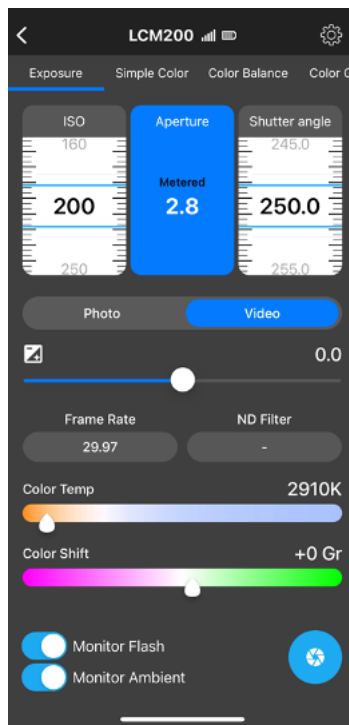 LCM200
Exposure Simple Color Color Balance Color
ISO Aperture Shutter angle
160 245.0
Metered
200 2.8 250.0
250 255.0
Photo Video
0.0
Frame Rate ND Filter
29.97 -
Color Temp 2910K
Color Shift +0 Gr
Monitor Flash
Monitor Ambient